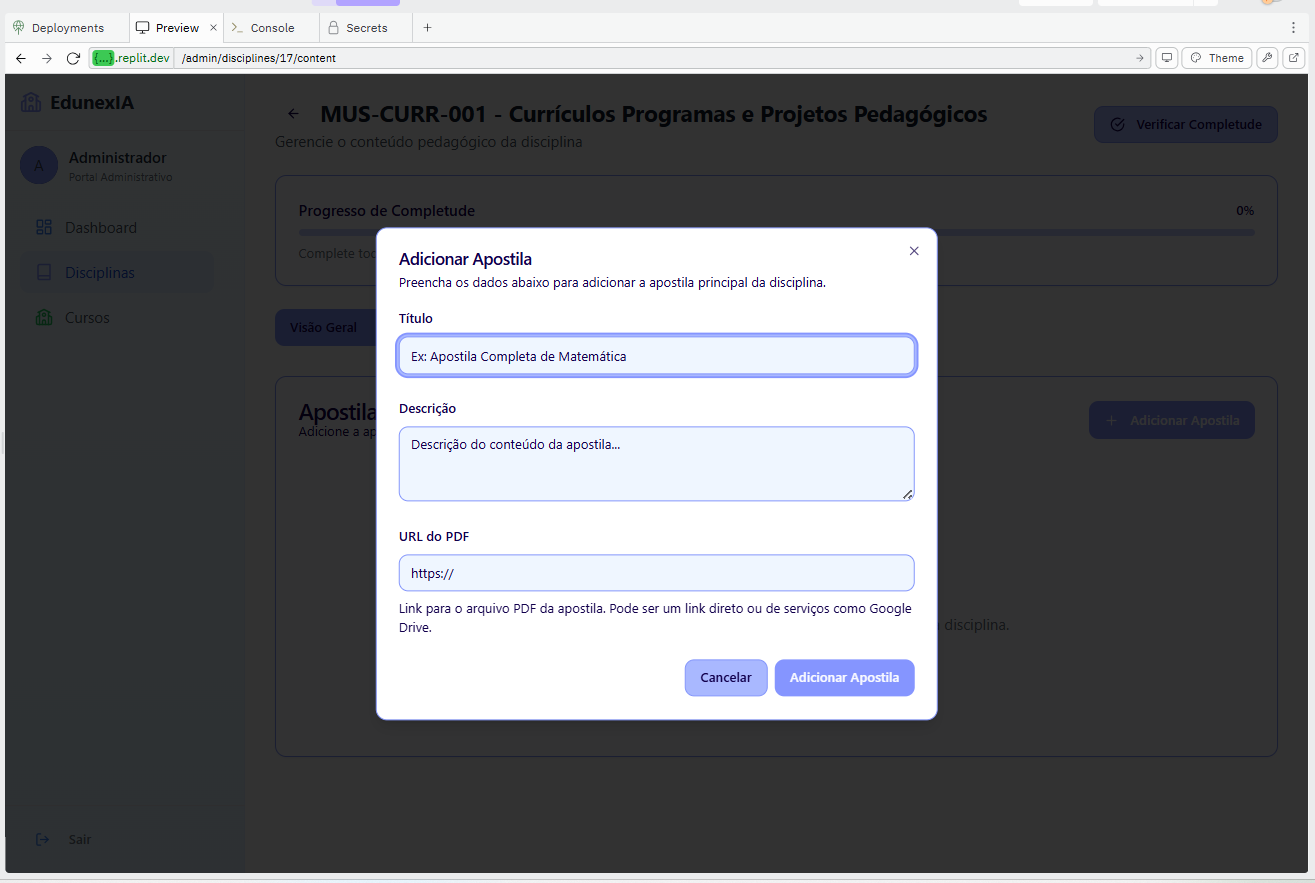 Deployments
Preview
Console
Secrets
{...}.replit.dev /admin/disciplines/17/content
Theme
EdunexIA
MUS-CURR-001 - Currículos Programas e Projetos Pedagógicos
Gerencie o conteúdo pedagógico da disciplina
Verificar Completude
A
Administrador
Portal Administrativo
Dashboard
Disciplinas
Cursos
Sair
Progresso de Completude
0%
Complete
Visão Geral
Apostila
Adicione a
Adicionar Apostila
disciplina.
Adicionar Apostila
Preencha os dados abaixo para adicionar a apostila principal da disciplina.
Título
Ex: Apostila Completa de Matemática
Descrição
Descrição do conteúdo da apostila...
URL do PDF
https://
Link para o arquivo PDF da apostila. Pode ser um link direto ou de serviços como Google
Drive.
Cancelar
Adicionar Apostila